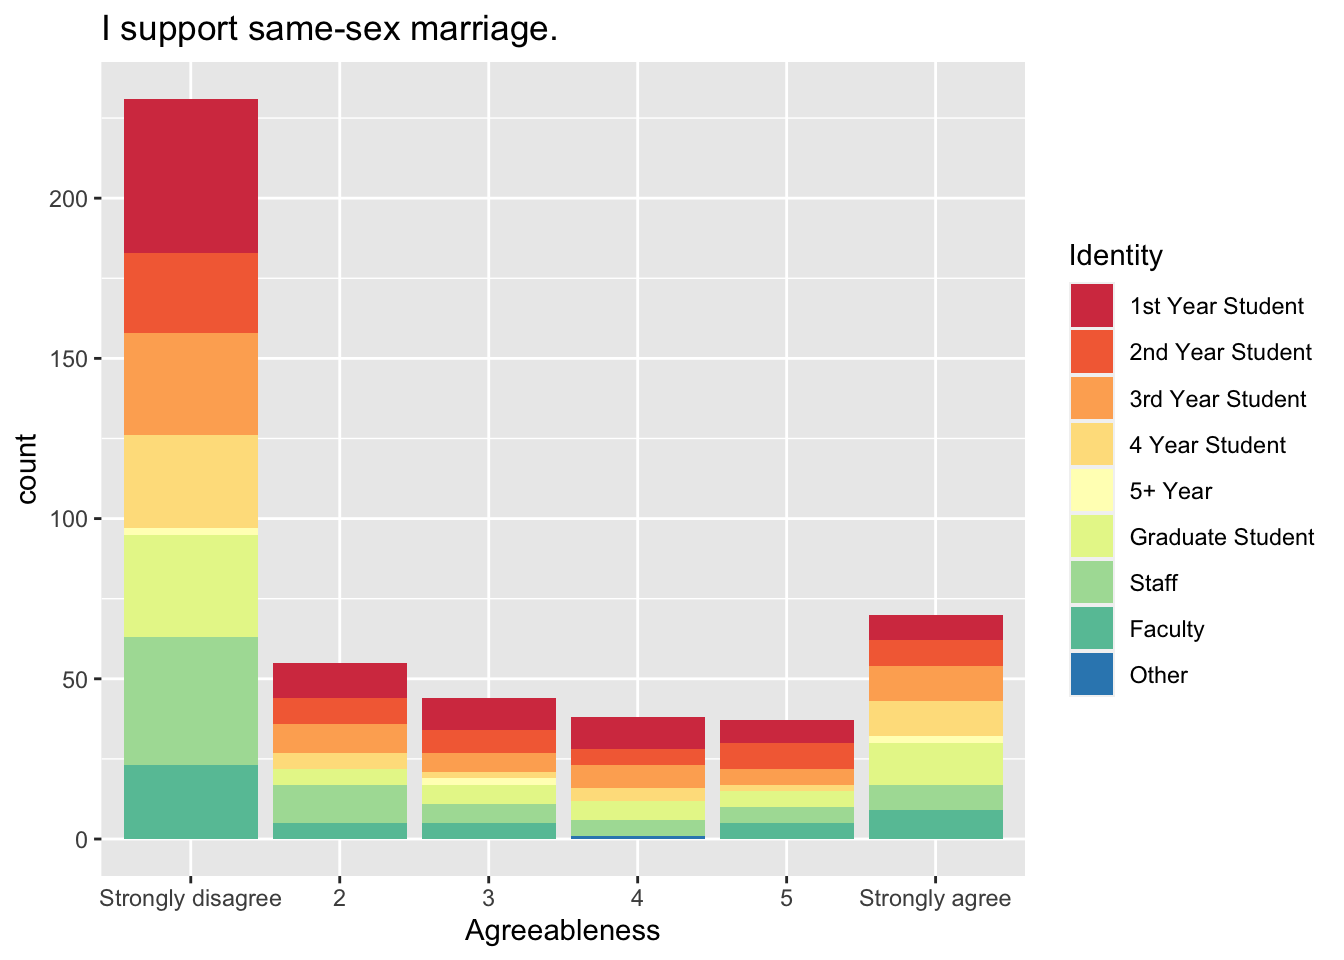 I support same-sex marriage.
count
200
150
100
50
0
Strongly disagree 2 3 4 5 Strongly agree
Agreeableness
Identity
1st Year Student
2nd Year Student
3rd Year Student
4 Year Student
5+ Year
Graduate Student
Staff
Faculty
Other